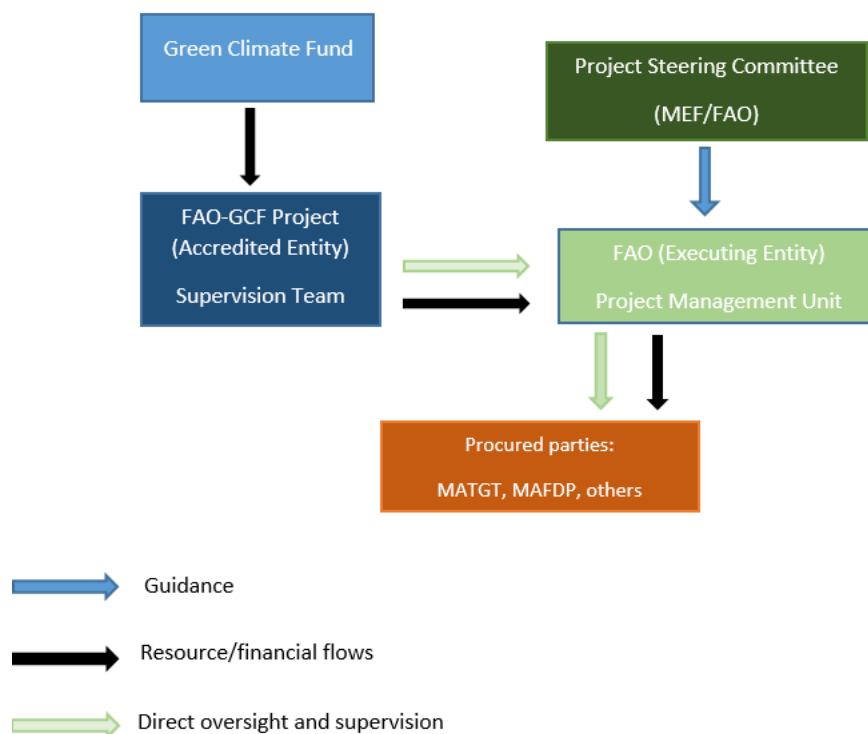 Green Climate Fund
Project Steering Committee
(MEF/FAO)
FAO-GCF Project
(Accredited Entity)
Supervision Team
FAO (Executing Entity)
Project Management Unit
Procured parties:
MATGT, MAFDP, others
Guidance
Resource/financial flows
Direct oversight and supervision